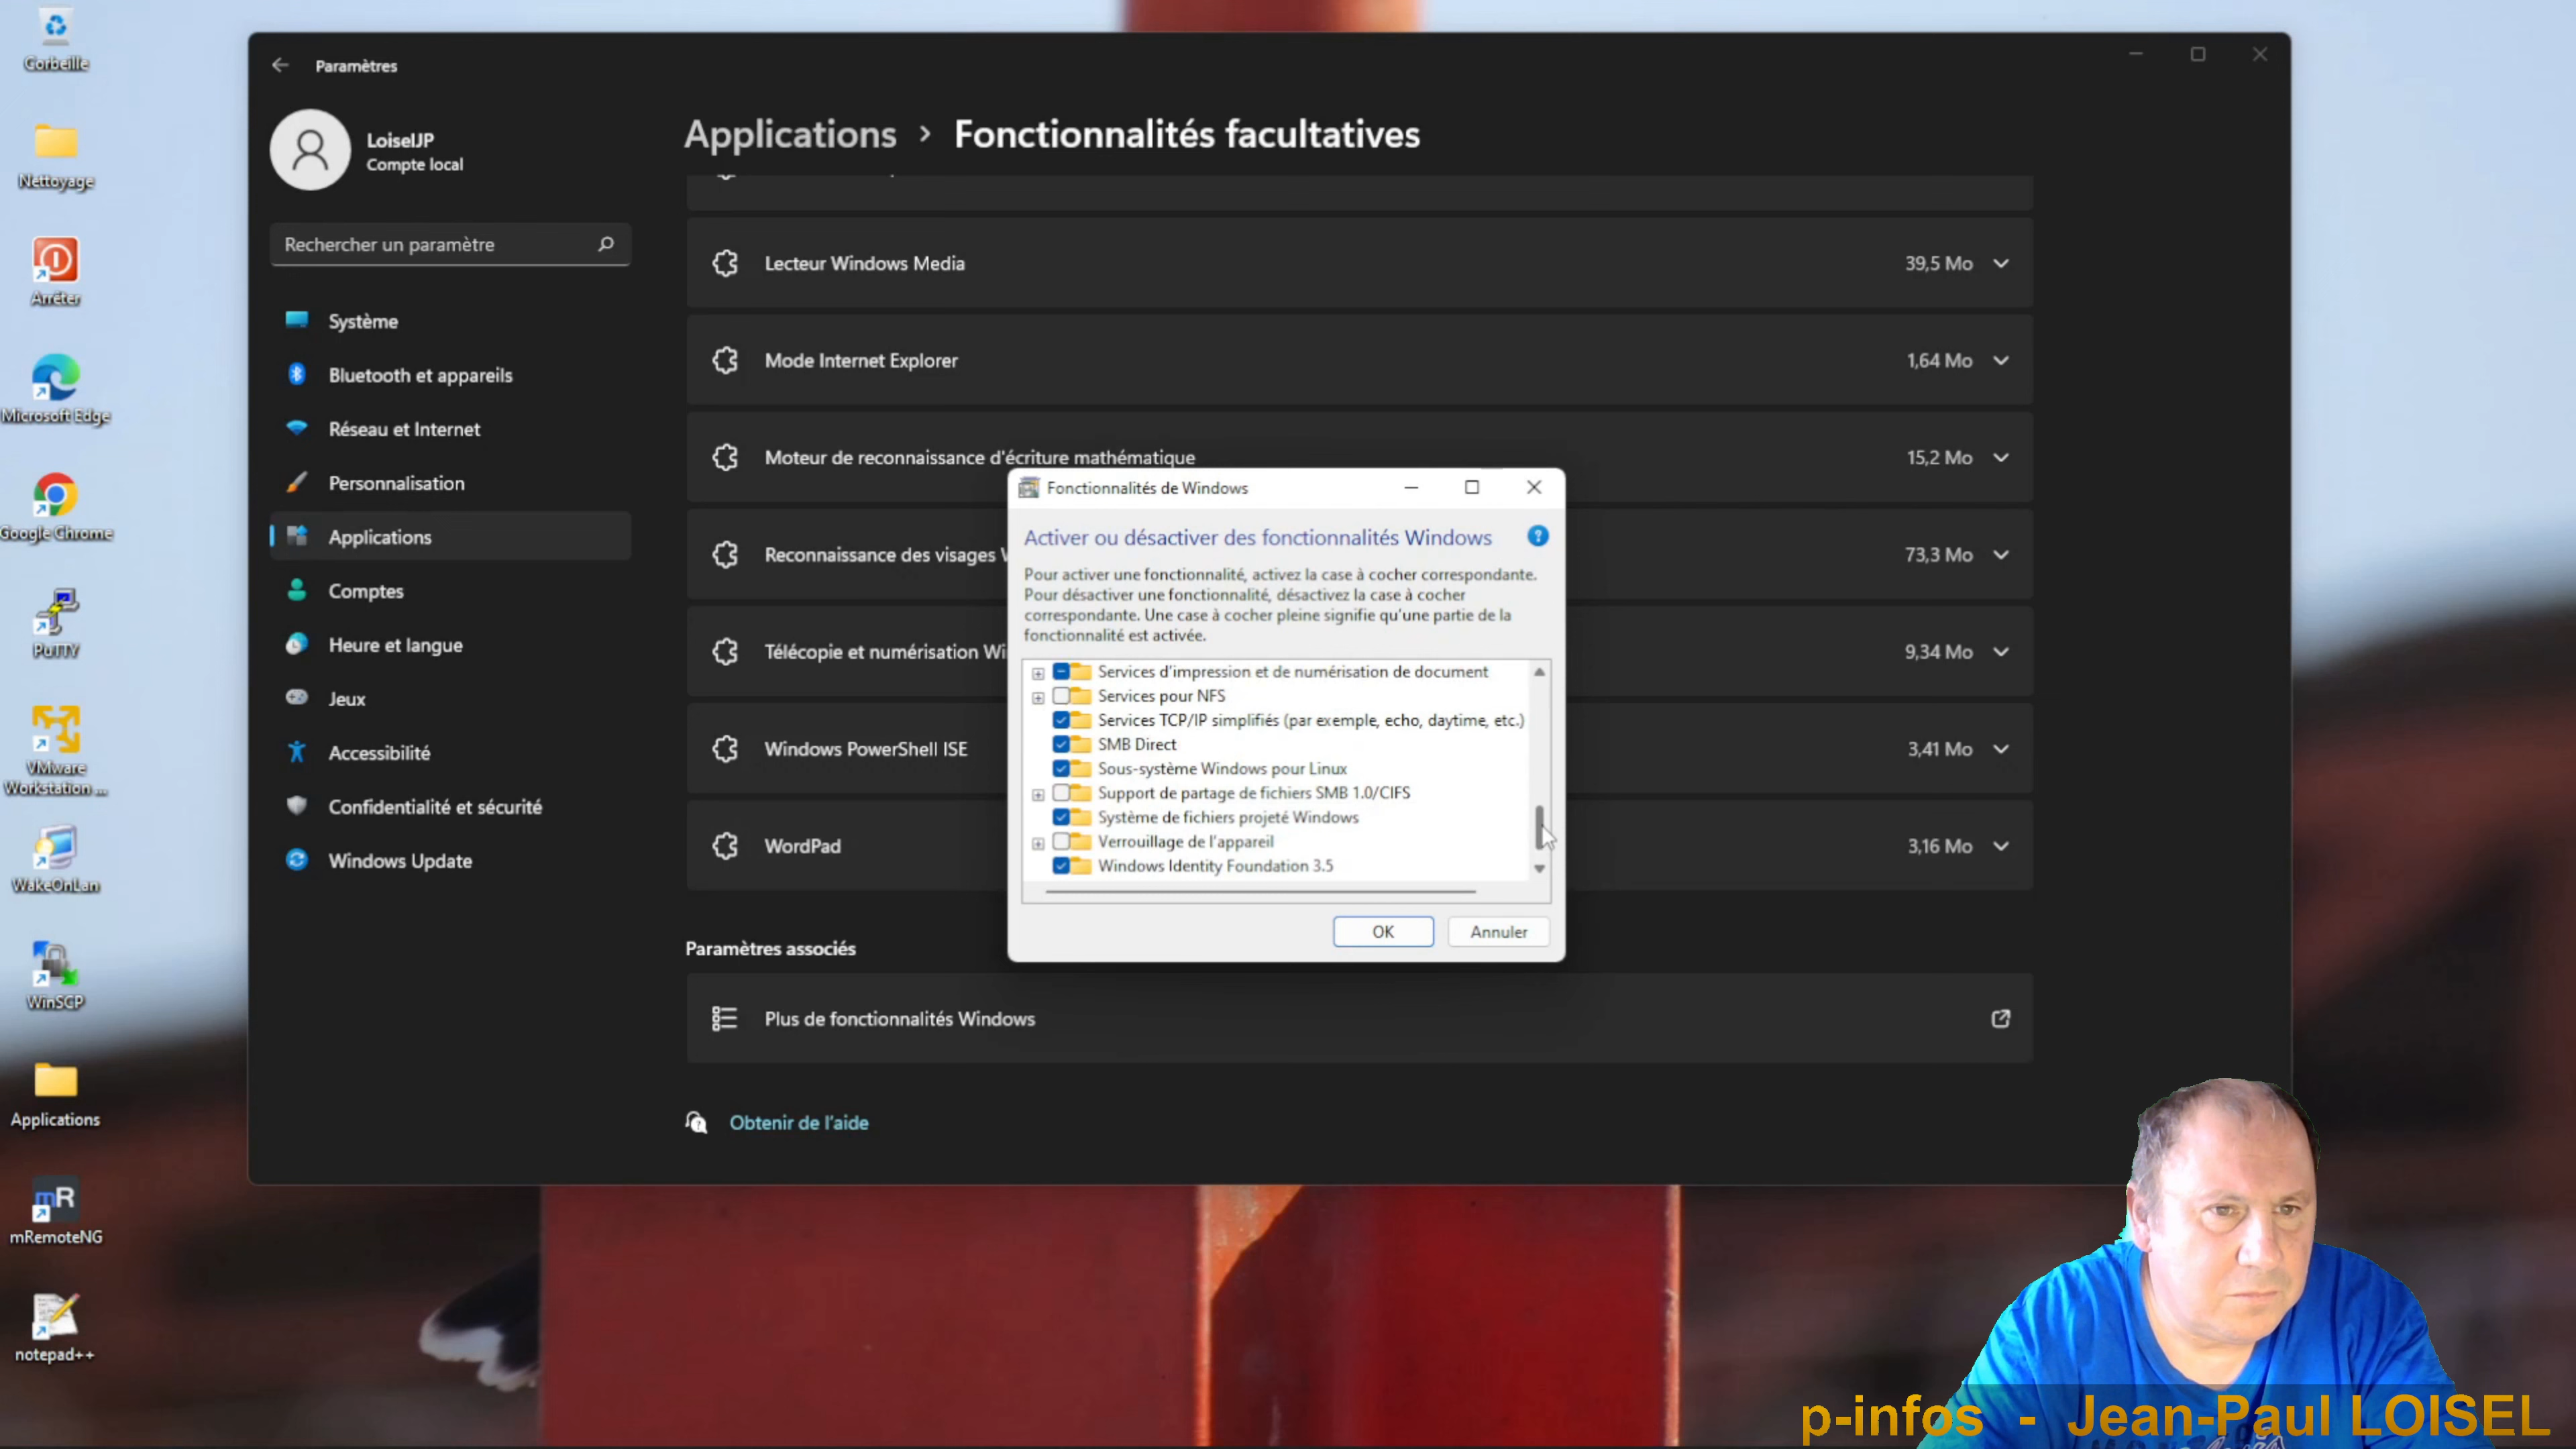 Corbeille
Nettoyage
Arrêter
Microsoft Edge
Google Chrome
PuTTY
VMware
Workstation ...
WakeOnLan
WinSCP
Applications
mRemoteNG
notepad++
Paramètres
LoiselJP
Compte local
Rechercher un paramètre
Système
Bluetooth et appareils
Réseau et Internet
Personnalisation
Applications
Comptes
Heure et langue
Jeux
Accessibilité
Confidentialité et sécurité
Windows Update
Applications > Fonctionnalités facultatives
Lecteur Windows Media 39,5 Mo
Mode Internet Explorer 1,64 Mo
Moteur de reconnaissance d'écriture mathématique 15,2 Mo
Reconnaissance des visages 73,3 Mo
Télécopie et numérisation 9,34 Mo
Windows PowerShell ISE 3,41 Mo
WordPad 3,16 Mo
Paramètres associés
Plus de fonctionnalités Windows
Obtenir de l'aide
Fonctionnalités de Windows
Activer ou désactiver des fonctionnalités Windows
Pour activer une fonctionnalité, activez la case à cocher correspondante.
Pour désactiver une fonctionnalité, désactivez la case à cocher
correspondante. Une case à cocher pleine signifie qu'une partie de la
fonctionnalité est activée.
Services d'impression et de numérisation de document
Services pour NFS
Services TCP/IP simplifiés (par exemple, echo, daytime, etc.)
SMB Direct
Sous-système Windows pour Linux
Support de partage de fichiers SMB 1.0/CIFS
Système de fichiers projeté Windows
Verrouillage de l'appareil
Windows Identity Foundation 3.5
OK
Annuler
p-infos - Jean-Paul LOISEL